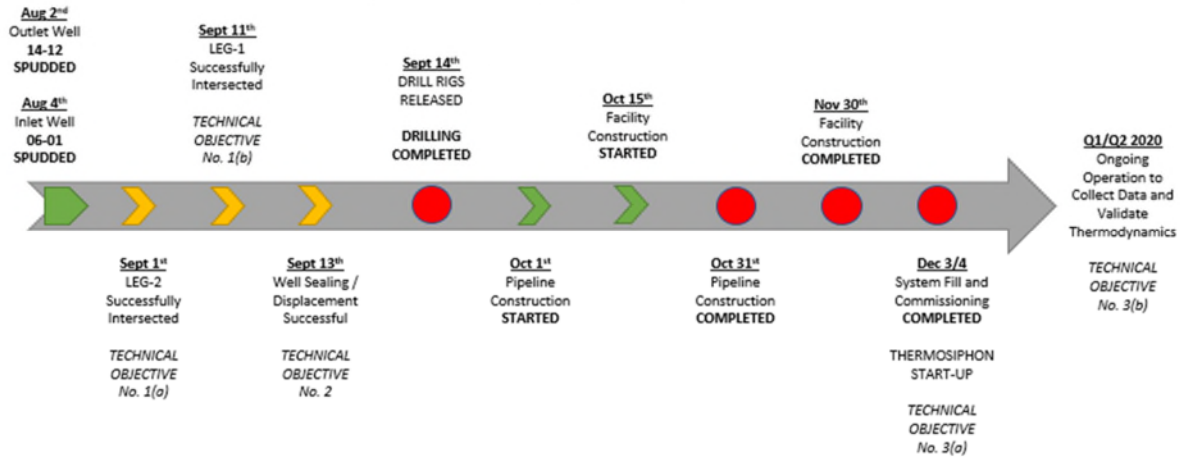 Aug 2nd
Outlet Well
14-12
SPUDDED
Aug 4th
Inlet Well
06-01
SPUDDED
Sept 11th
LEG-1
Successfully
Intersected
TECHNICAL
OBJECTIVE
No. 1(b)
Sept 14th
DRILL RIGS
RELEASED
DRILLING
COMPLETED
Oct 15th
Facility
Construction
STARTED
Nov 30th
Facility
Construction
COMPLETED
Q1/Q2 2020
Ongoing
Operation to
Collect Data and
Validate
Thermodynamics
TECHNICAL
OBJECTIVE
No. 3(b)
Sept 1st
LEG-2
Successfully
Intersected
TECHNICAL
OBJECTIVE
No. 1(a)
Sept 13th
Well Sealing /
Displacement
Successful
TECHNICAL
OBJECTIVE
No. 2
Oct 1st
Pipeline
Construction
STARTED
Oct 31st
Pipeline
Construction
COMPLETED
Dec 3/4
System Fill and
Commissioning
COMPLETED
THERMOSIPHON
START-UP
TECHNICAL
OBJECTIVE
No. 3(a)